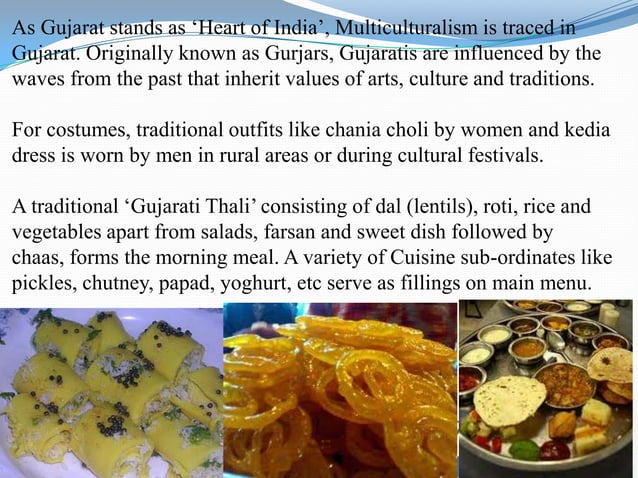 As Gujarat stands as ‘Heart of India’, Multiculturalism is traced in
Gujarat. Originally known as Gurjars, Gujaratis are influenced by the
waves from the past that inherit values of arts, culture and traditions.
For costumes, traditional outfits like chania choli by women and kedia
dress is worn by men in rural areas or during cultural festivals.
A traditional ‘Gujarati Thali’ consisting of dal (lentils), roti, rice and
vegetables apart from salads, farsan and sweet dish followed by
chaas, forms the morning meal. A variety of Cuisine sub-ordinates like
pickles, chutney, papad, yoghurt, etc serve as fillings on main menu.